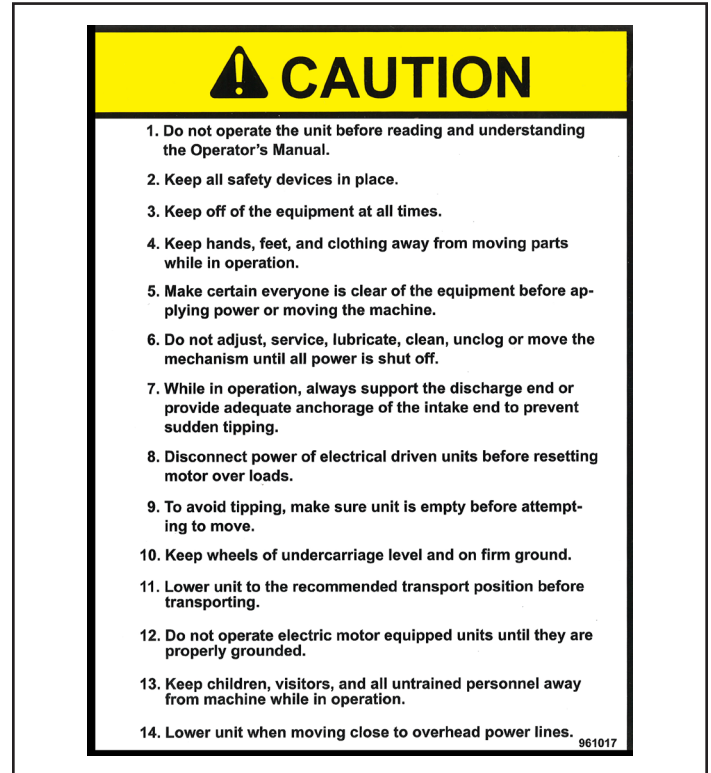 CAUTION
1. Do not operate the unit before reading and understanding
the Operator's Manual.
2. Keep all safety devices in place.
3. Keep off of the equipment at all times.
4. Keep hands, feet, and clothing away from moving parts
while in operation.
5. Make certain everyone is clear of the equipment before ap-
plying power or moving the machine.
6. Do not adjust, service, lubricate, clean, unclog or move the
mechanism until all power is shut off.
7. While in operation, always support the discharge end or
provide adequate anchorage of the intake end to prevent
sudden tipping.
8. Disconnect power of electrical driven units before resetting
motor over loads.
9. To avoid tipping, make sure unit is empty before attempt-
ing to move.
10. Keep wheels of undercarriage level and on firm ground.
11. Lower unit to the recommended transport position before
transporting.
12. Do not operate electric motor equipped units until they are
properly grounded.
13. Keep children, visitors, and all untrained personnel away
from machine while in operation.
14. Lower unit when moving close to overhead power lines.
961017